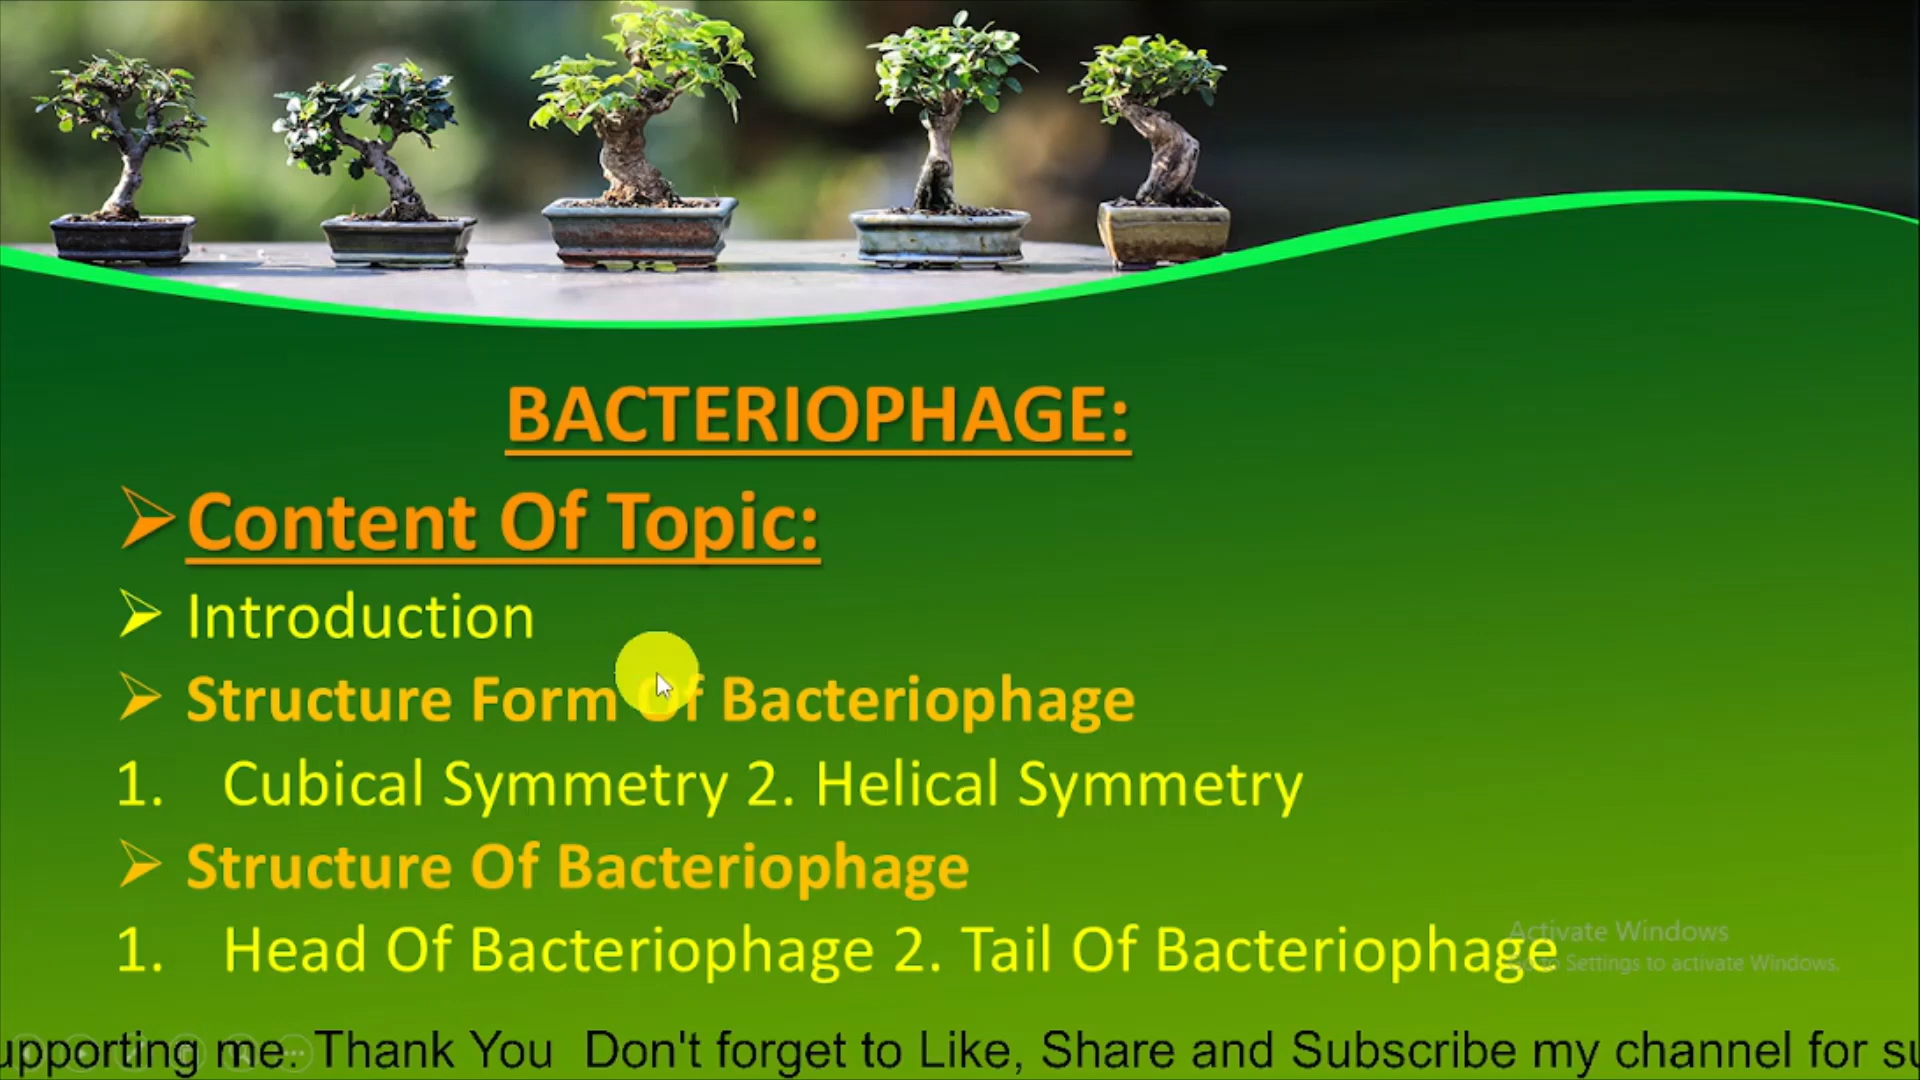 BACTERIOPHAGE:
Content Of Topic:
Introduction
Structure Form Of Bacteriophage
1. Cubical Symmetry 2. Helical Symmetry
Structure Of Bacteriophage
1. Head Of Bacteriophage 2. Tail Of Bacteriophage
Activate Windows
to Settings to activate Windows.
upporting me. Thank You Don't forget to Like, Share and Subscribe my channel for su